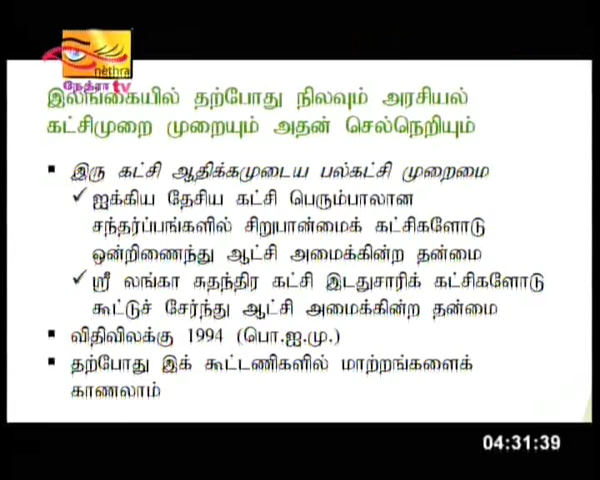 nethra
நேத்ரா tv
இலங்கையில் தற்போது நிலவும் அரசியல்
கட்சிமுறை முறையும் அதன் செல்நெறியும்
▪ இரு கட்சி ஆதிக்கமுடைய பல்கட்சி முறைமை
✓ ஐக்கிய தேசிய கட்சி பெரும்பாலான
சந்தர்ப்பங்களில் சிறுபான்மைக் கட்சிகளோடு
ஒன்றிணைந்து ஆட்சி அமைக்கின்ற தன்மை
✓ ஸ்ரீ லங்கா சுதந்திர கட்சி இடதுசாரிக் கட்சிகளோடு
கூட்டுச் சேர்ந்து ஆட்சி அமைக்கின்ற தன்மை
▪ விதிவிலக்கு 1994 (பொ.ஐ.மு.)
▪ தற்போது இக் கூட்டணிகளில் மாற்றங்களைக்
காணலாம்
04:31:39